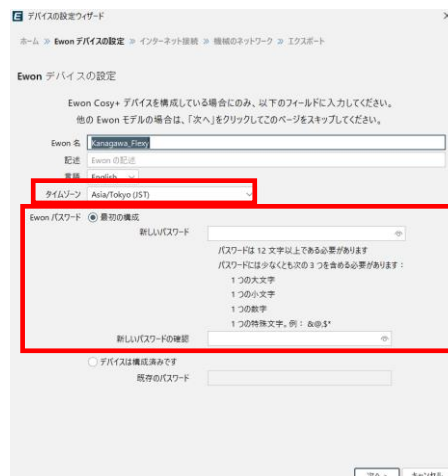 デバイスの設定ウィザード
ホーム » Ewon デバイスの設定 » インターネット接続 » 機械のネットワーク » エクスポート
Ewon デバイスの設定
Ewon Cosy+ デバイスを構成している場合にのみ、以下のフィールドに入力してください。
他の Ewon モデルの場合は、「次へ」をクリックしてこのページをスキップしてください。
Ewon 名 Kanagawa_Flexy
記述 Ewon の記述
言語 English
タイムゾーン Asia/Tokyo (JST)
Ewon パスワード 最初の構成
新しいパスワード
パスワードは 12 文字以上である必要があります
パスワードには少なくとも次の 3 つを含める必要があります：
1 つの大文字
1 つの小文字
1 つの数字
1 つの特殊文字。例： &@,$*
新しいパスワードの確認
デバイスは構成済みです
既存のパスワード
次へ キャンセル